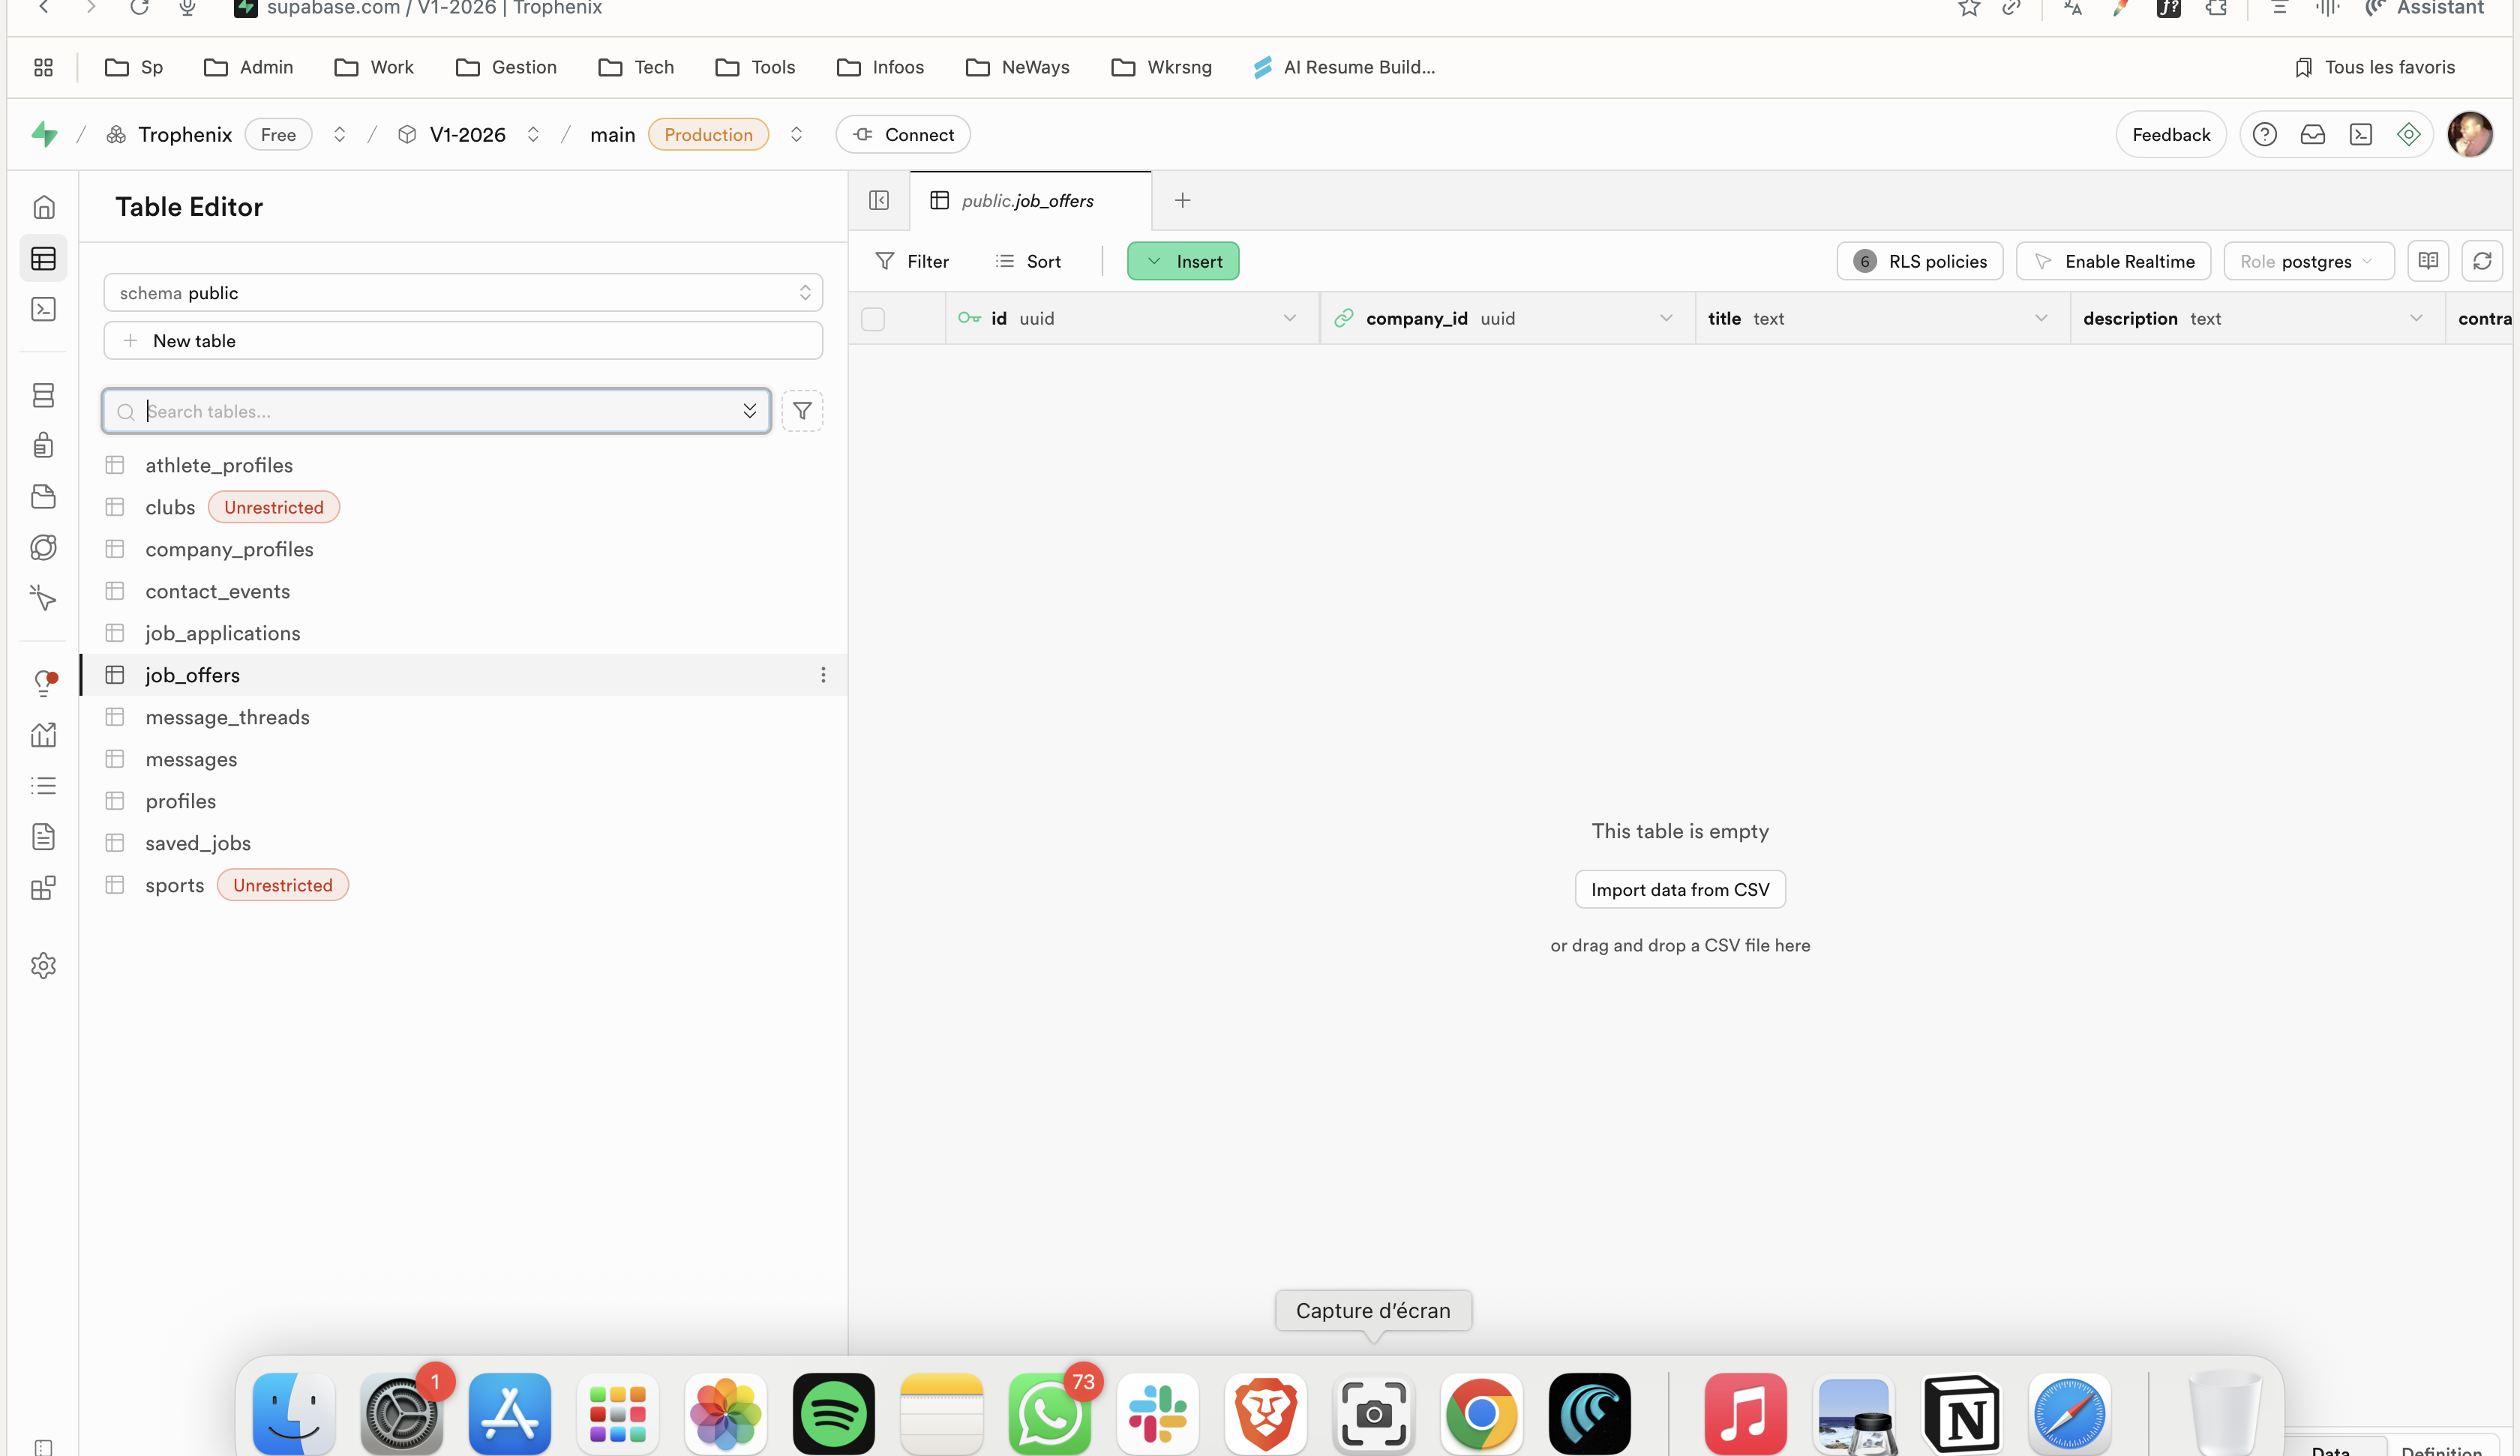 supabase.com / V1-2026 | Trophenix
Assistant
Sp Admin Work Gestion Tech Tools Infoos NeWays Wkrsng AI Resume Build... Tous les favoris
/ Trophenix Free / V1-2026 / main Production Connect Feedback
Table Editor
public.job_offers
Filter Sort Insert 6 RLS policies Enable Realtime Role postgres
schema public
id uuid company_id uuid title text description text contra
New table
Search tables...
athlete_profiles
clubs Unrestricted
company_profiles
contact_events
job_applications
job_offers
message_threads
messages
profiles
saved_jobs
sports Unrestricted
This table is empty
Import data from CSV
or drag and drop a CSV file here
Capture d'écran
1
73
Data Definition